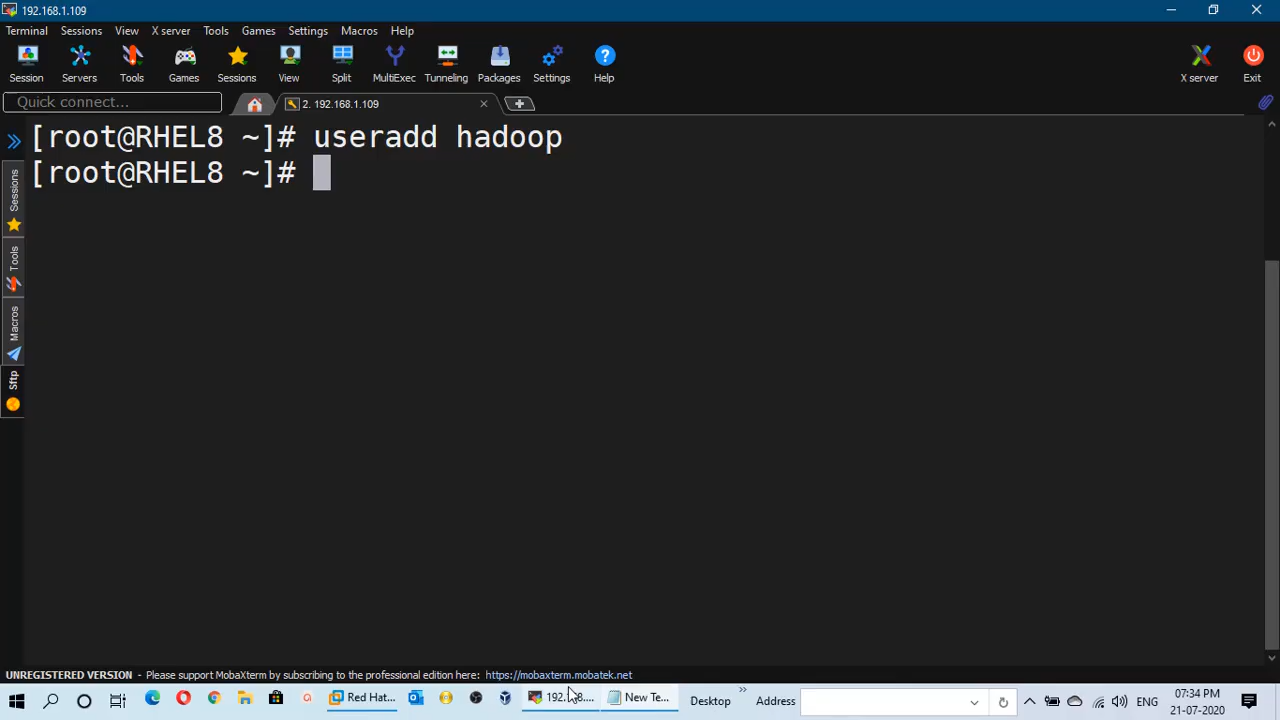 192.168.1.109
Terminal Sessions View X server Tools Games Settings Macros Help
Session Servers Tools Games Sessions View Split MultiExec Tunneling Packages Settings Help X server Exit
Quick connect...
2. 192.168.1.109
[root@RHEL8 ~]# useradd hadoop
[root@RHEL8 ~]#
Sessions
Tools
Macros
Sftp
UNREGISTERED VERSION - Please support MobaXterm by subscribing to the professional edition here: https://mobaxterm.mobatek.net
Red Hat... 192.... New Te... Desktop Address ENG 07:34 PM
21-07-2020